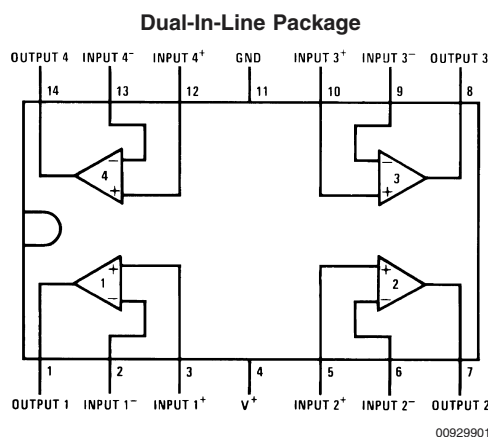 Dual-In-Line Package
OUTPUT 4 INPUT 4⁻ INPUT 4⁺ GND INPUT 3⁺ INPUT 3⁻ OUTPUT 3
14 13 12 11 10 9 8
− −
4 3
+ +
+ +
1 2
− −
1 2 3 4 5 6 7
OUTPUT 1 INPUT 1⁻ INPUT 1⁺ V⁺ INPUT 2⁺ INPUT 2⁻ OUTPUT 2
00929901